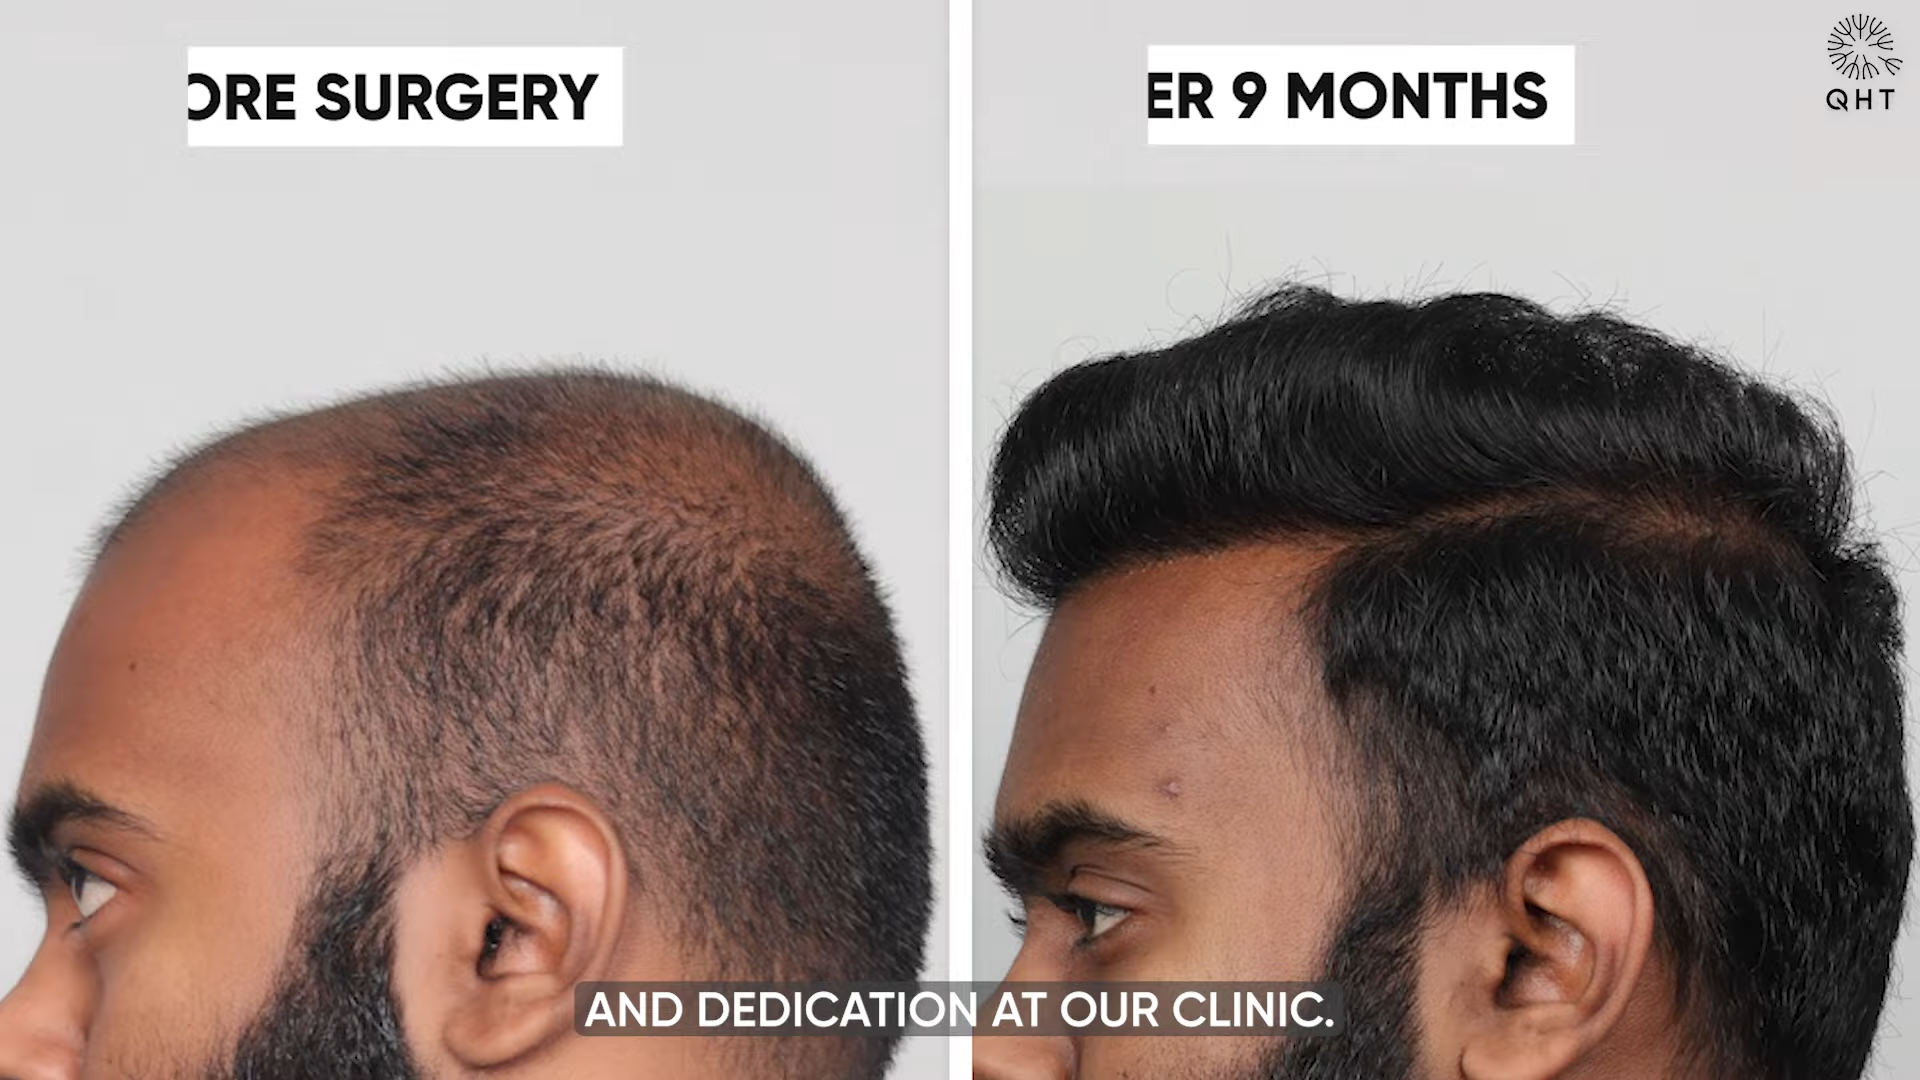 ORE SURGERY
ER 9 MONTHS
QHT
AND DEDICATION AT OUR CLINIC.